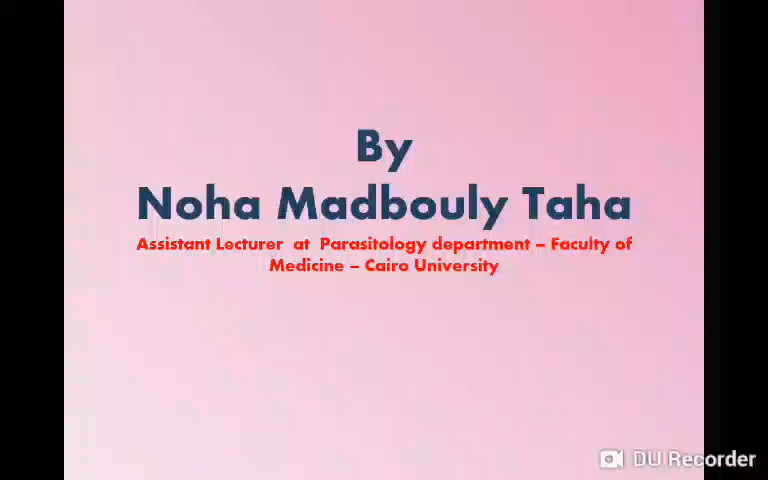 By
Noha Madbouly Taha
Assistant Lecturer at Parasitology department – Faculty of
Medicine – Cairo University
DU Recorder